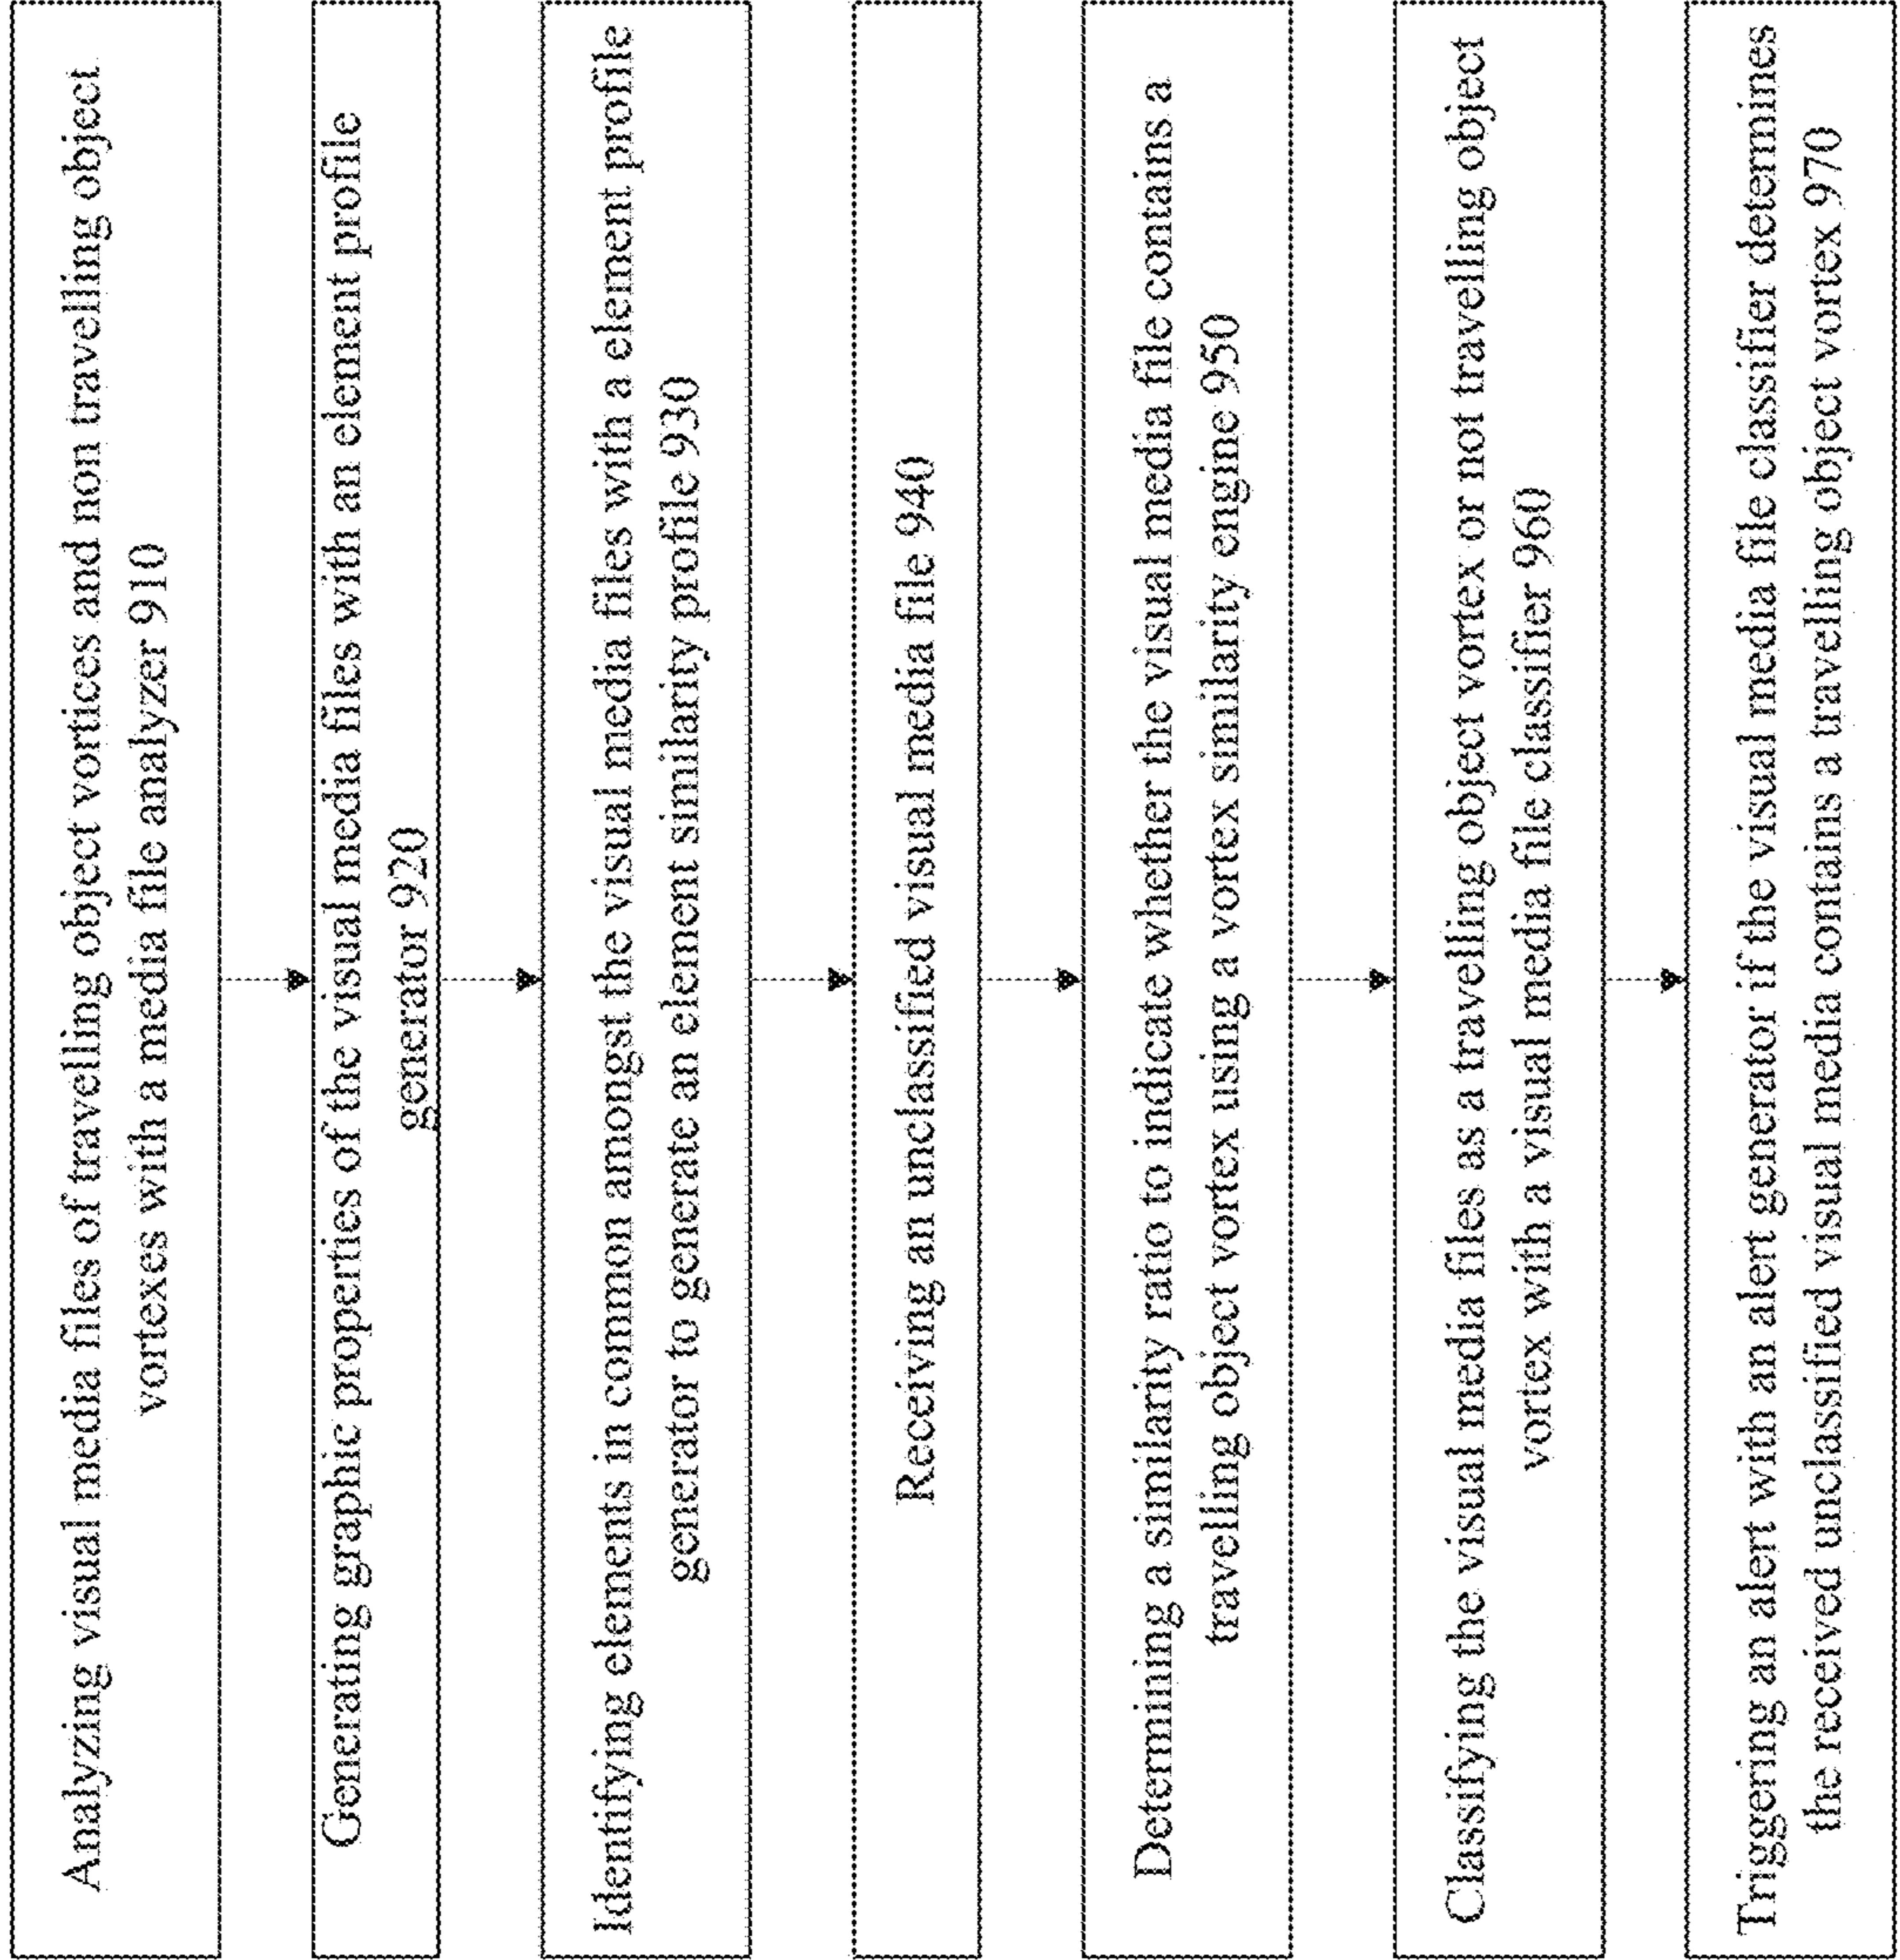 Analyzing visual media files of travelling object vortices and non travelling object
vortexes with a media file analyzer 910
Generating graphic properties of the visual media files with an element profile
generator 920
Identifying elements in common amongst the visual media files with a element profile
generator to generate an element similarity profile 930
Receiving an unclassified visual media file 940
Determining a similarity ratio to indicate whether the visual media file contains a
travelling object vortex using a vortex similarity engine 950
Classifying the visual media files as a travelling object vortex or not travelling object
vortex with a visual media file classifier 960
Triggering an alert with an alert generator if the visual media file classifier determines
the received unclassified visual media contains a travelling object vortex 970